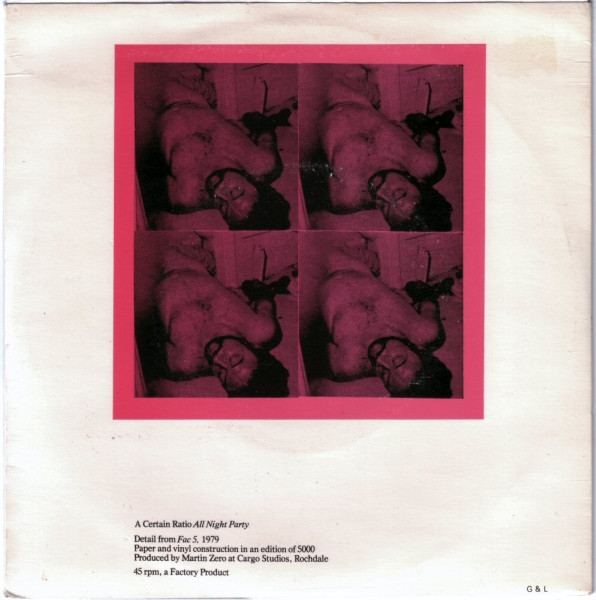 A Certain Ratio All Night Party
Detail from Fac 5, 1979
Paper and vinyl construction in an edition of 5000
Produced by Martin Zero at Cargo Studios, Rochdale
45 rpm, a Factory Product
G & L